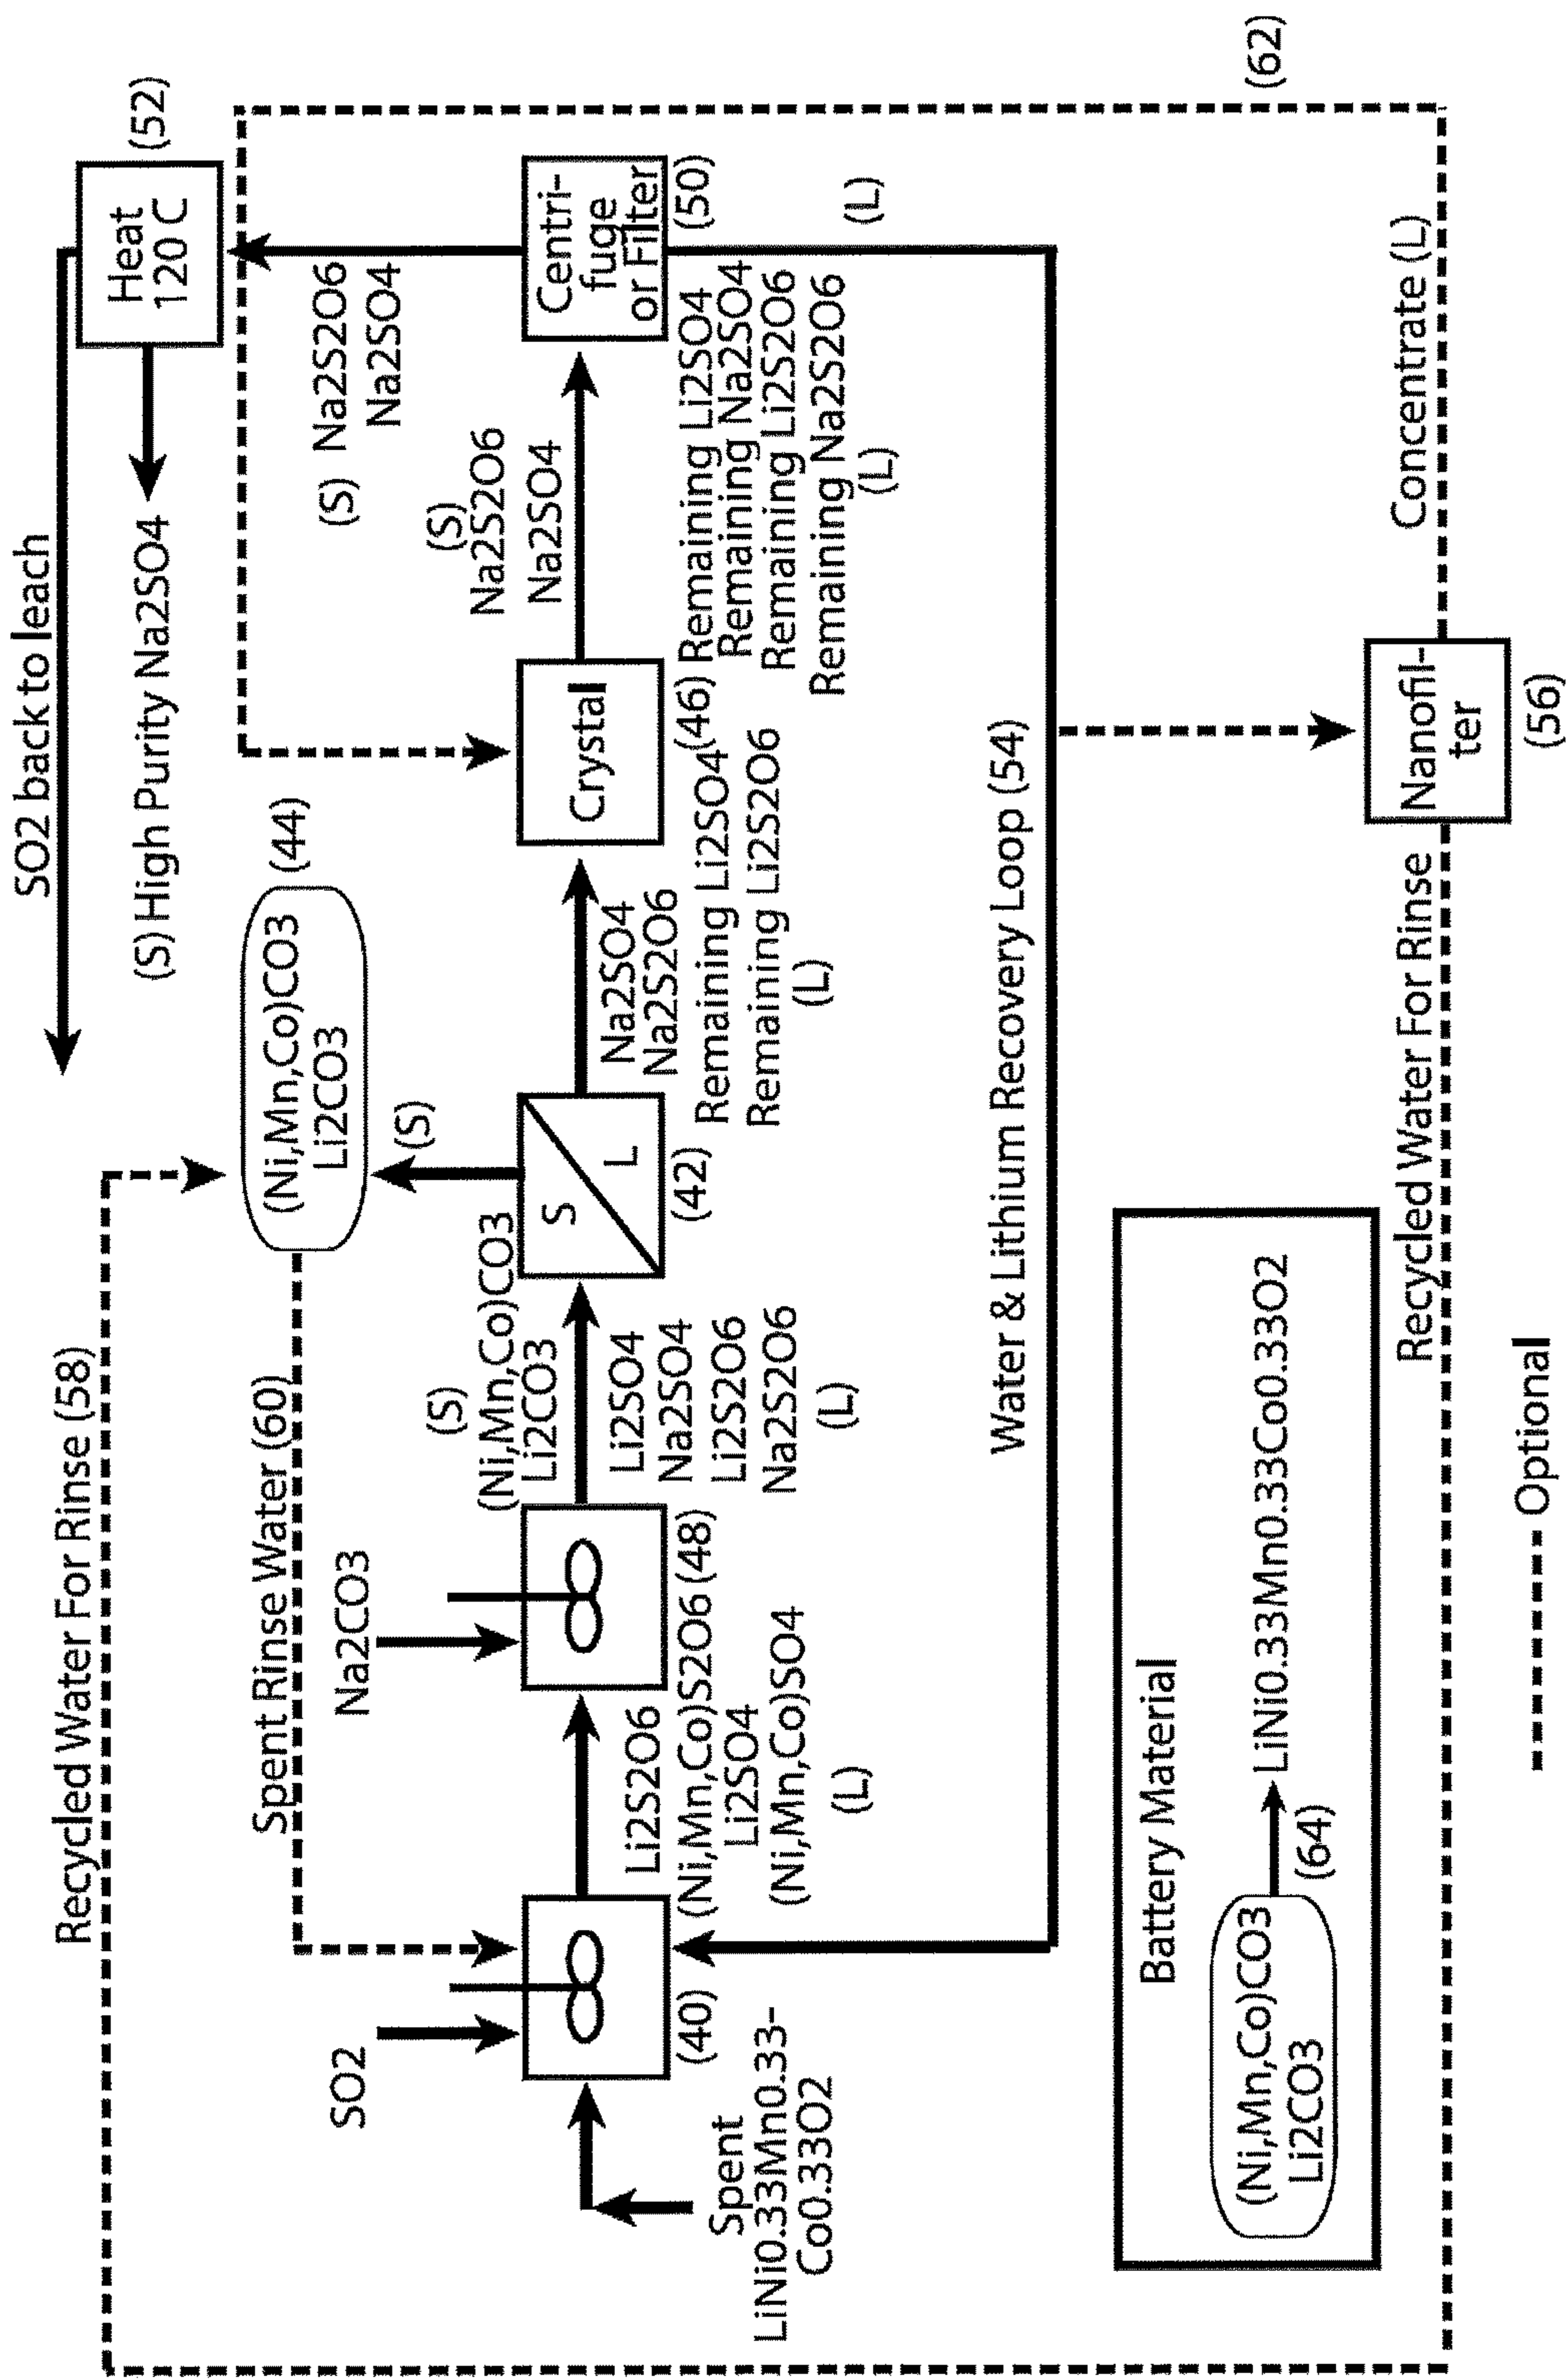 SO2 back to leach
Heat
120 C
(52)
(S) High Purity Na2SO4
(S) Na2S2O6
Na2SO4
Recycled Water For Rinse (58)
Spent Rinse Water (60)
(Ni,Mn,Co)CO3
Li2CO3
(44)
(S)
SO2
Na2CO3
(40)
Spent
LiNi0.33Mn0.33-
Co0.33O2
Li2S2O6
(Ni,Mn,Co)S2O6
Li2SO4
(Ni,Mn,Co)SO4
(L)
(48)
(S)
(Ni,Mn,Co)CO3
Li2CO3
Li2SO4
Na2SO4
Li2S2O6
Na2S2O6
(L)
S
L
(42)
Na2SO4
Na2S2O6
Remaining Li2SO4
Remaining Li2S2O6
(L)
Crystal
(46)
(S)
Na2S2O6
Na2SO4
Remaining Li2SO4
Remaining Na2SO4
Remaining Li2S2O6
Remaining Na2S2O6
(L)
Centri-
fuge
or Filter
(50)
(L)
Water & Lithium Recovery Loop (54)
(62)
Battery Material
(Ni,Mn,Co)CO3
Li2CO3
(64)
LiNi0.33Mn0.33Co0.33O2
Recycled Water For Rinse
Nanofil-
ter
(56)
Concentrate (L)
Optional